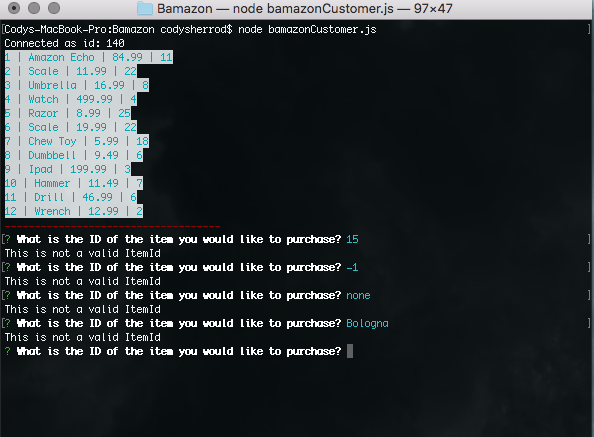 Bamazon — node bamazonCustomer.js — 97×47
[Codys-MacBook-Pro:Bamazon codysherrod$ node bamazonCustomer.js ]
Connected as id: 140
1 | Amazon Echo | 84.99 | 11
2 | Scale | 11.99 | 22
3 | Umbrella | 16.99 | 8
4 | Watch | 499.99 | 4
5 | Razor | 8.99 | 25
6 | Scale | 19.99 | 22
7 | Chew Toy | 5.99 | 18
8 | Dumbbell | 9.49 | 6
9 | Ipad | 199.99 | 3
10 | Hammer | 11.49 | 7
11 | Drill | 46.99 | 6
12 | Wrench | 12.99 | 2
-----------------------------------
[? What is the ID of the item you would like to purchase? 15 ]
This is not a valid ItemId
[? What is the ID of the item you would like to purchase? -1 ]
This is not a valid ItemId
[? What is the ID of the item you would like to purchase? none ]
This is not a valid ItemId
[? What is the ID of the item you would like to purchase? Bologna ]
This is not a valid ItemId
? What is the ID of the item you would like to purchase?